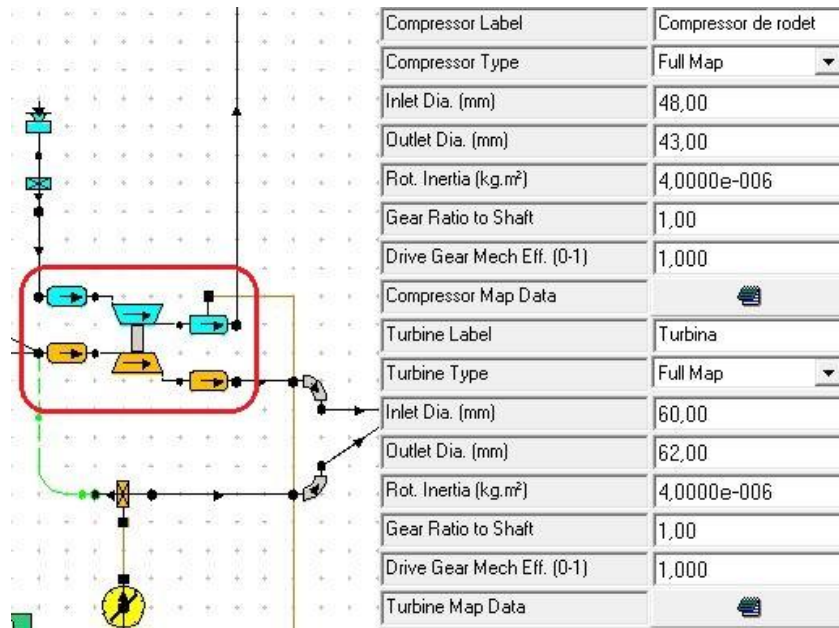 Compressor Label Compressor de rodet
Compressor Type Full Map
Inlet Dia. (mm) 48,00
Outlet Dia. (mm) 43,00
Rot. Inertia (kg.m²) 4,0000e-006
Gear Ratio to Shaft 1,00
Drive Gear Mech Eff. (0-1) 1,000
Compressor Map Data
Turbine Label Turbina
Turbine Type Full Map
Inlet Dia. (mm) 60,00
Outlet Dia. (mm) 62,00
Rot. Inertia (kg.m²) 4,0000e-006
Gear Ratio to Shaft 1,00
Drive Gear Mech Eff. (0-1) 1,000
Turbine Map Data